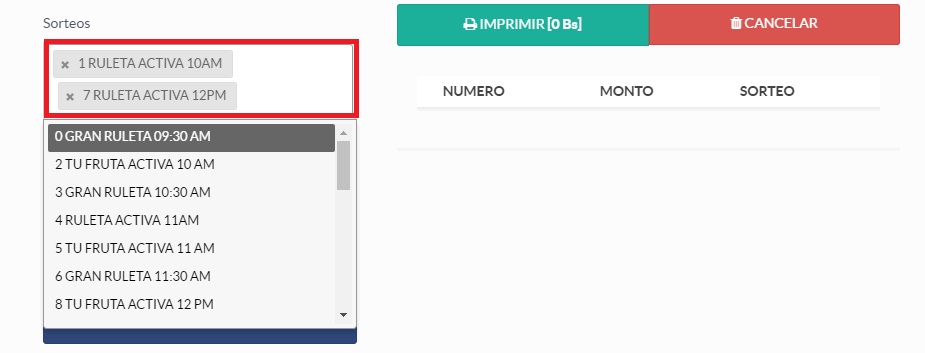 Sorteos
× 1 RULETA ACTIVA 10AM
× 7 RULETA ACTIVA 12PM
0 GRAN RULETA 09:30 AM
2 TU FRUTA ACTIVA 10 AM
3 GRAN RULETA 10:30 AM
4 RULETA ACTIVA 11AM
5 TU FRUTA ACTIVA 11 AM
6 GRAN RULETA 11:30 AM
8 TU FRUTA ACTIVA 12 PM
IMPRIMIR [0 Bs]
CANCELAR
NUMERO MONTO SORTEO